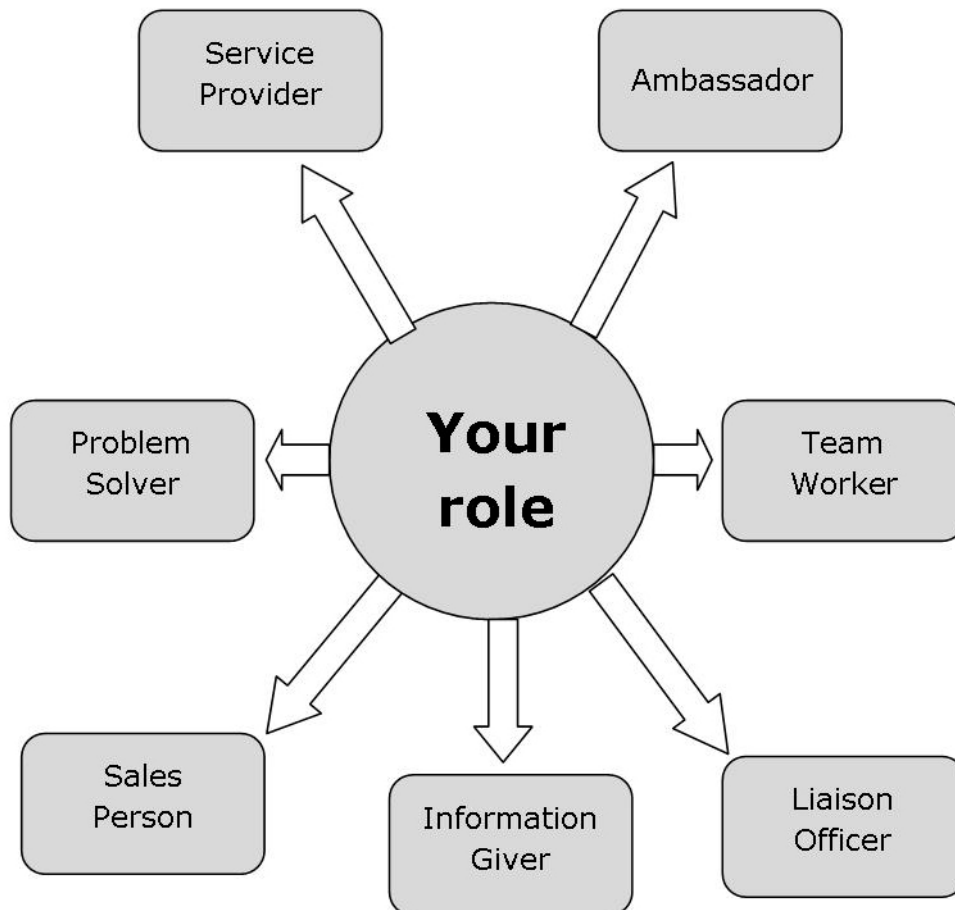 Service
Provider
Ambassador
Problem
Solver
Your
role
Team
Worker
Sales
Person
Information
Giver
Liaison
Officer